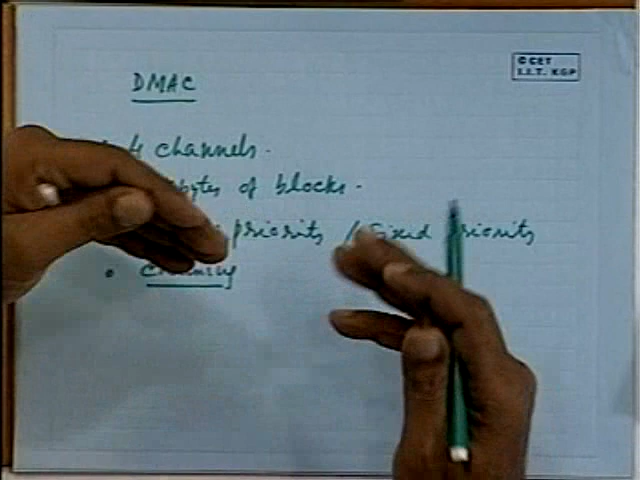 © CET
I.I.T. KGP
DMAC
4 channels.
bytes of blocks.
priority / Fixed priority